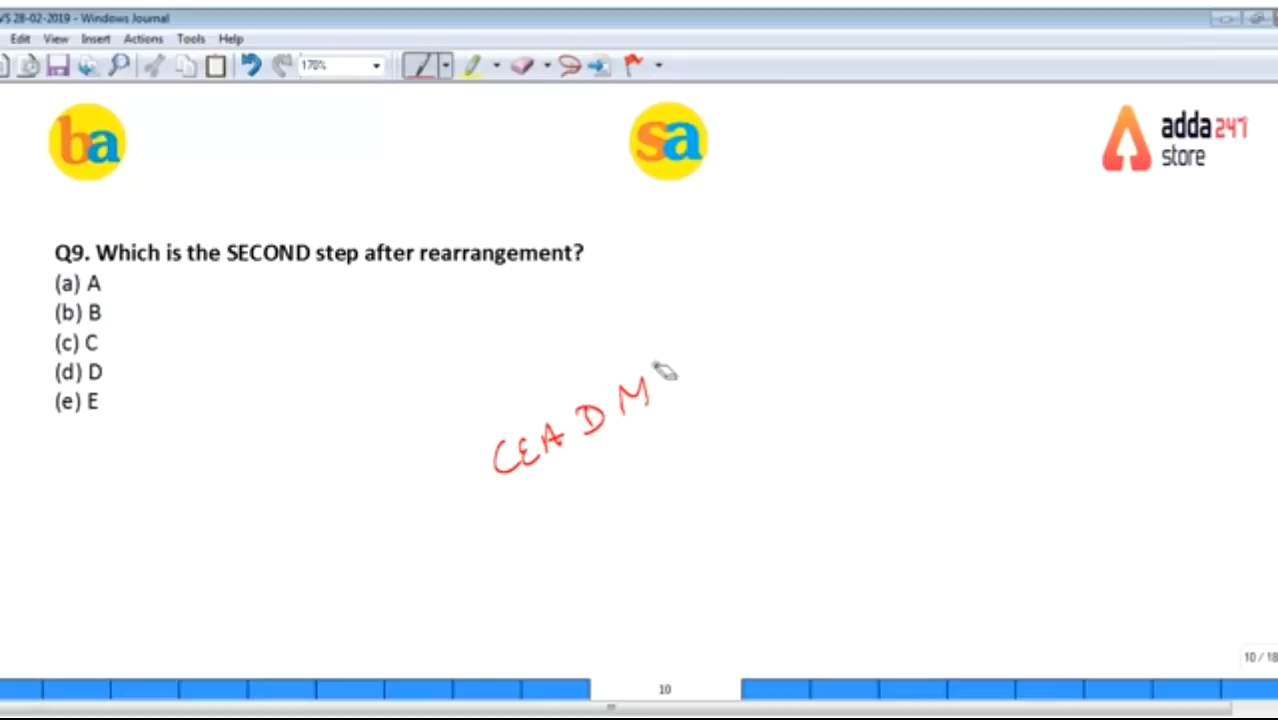 VS 28-02-2019 - Windows Journal
Edit View Insert Actions Tools Help
170%
ba
sa
adda 247
store
Q9. Which is the SECOND step after rearrangement?
(a) A
(b) B
(c) C
(d) D
(e) E
CEA D M
10 / 18
10